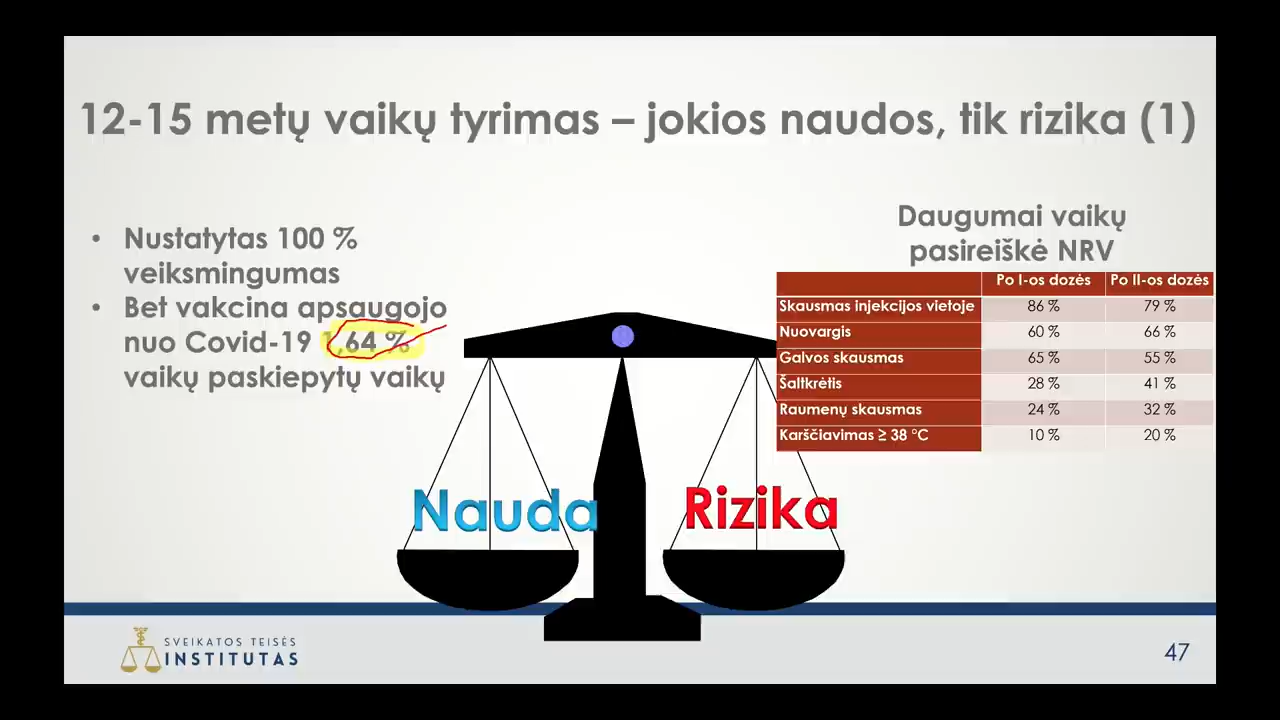 12-15 metų vaikų tyrimas – jokios naudos, tik rizika (1)
• Nustatytas 100 %
veiksmingumas
• Bet vakcina apsaugojo
nuo Covid-19 1,64 %
vaikų paskiepytų vaikų
Daugumai vaikų
pasireiškė NRV
Po I-os dozės Po II-os dozės
Skausmas injekcijos vietoje 86 % 79 %
Nuovargis 60 % 66 %
Galvos skausmas 65 % 55 %
Šaltkrėtis 28 % 41 %
Raumenų skausmas 24 % 32 %
Karščiavimas ≥ 38 °C 10 % 20 %
Nauda
Rizika
SVEIKATOS TEISĖS
INSTITUTAS
47